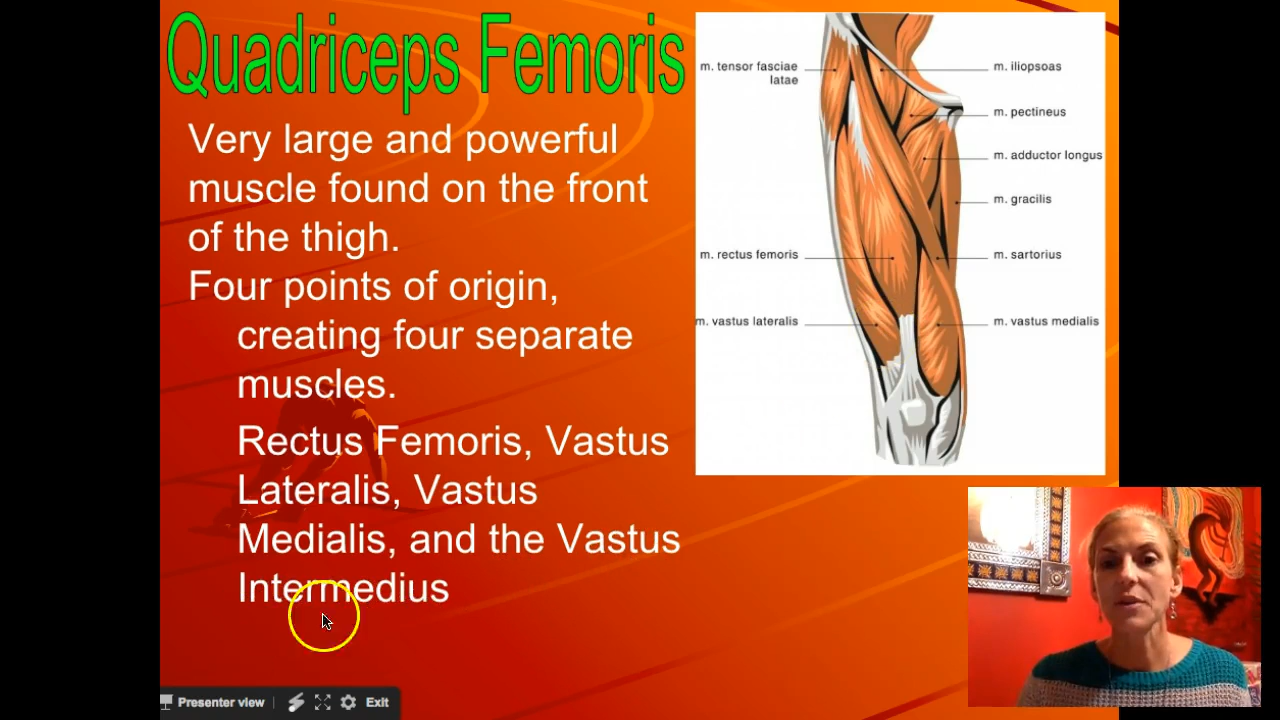 Quadriceps Femoris
Very large and powerful
muscle found on the front
of the thigh.
Four points of origin,
creating four separate
muscles.
Rectus Femoris, Vastus
Lateralis, Vastus
Medialis, and the Vastus
Intermedius
m. tensor fasciae
latae
m. rectus femoris
m. vastus lateralis
m. iliopsoas
m. pectineus
m. adductor longus
m. gracilis
m. sartorius
m. vastus medialis
Presenter view
Exit